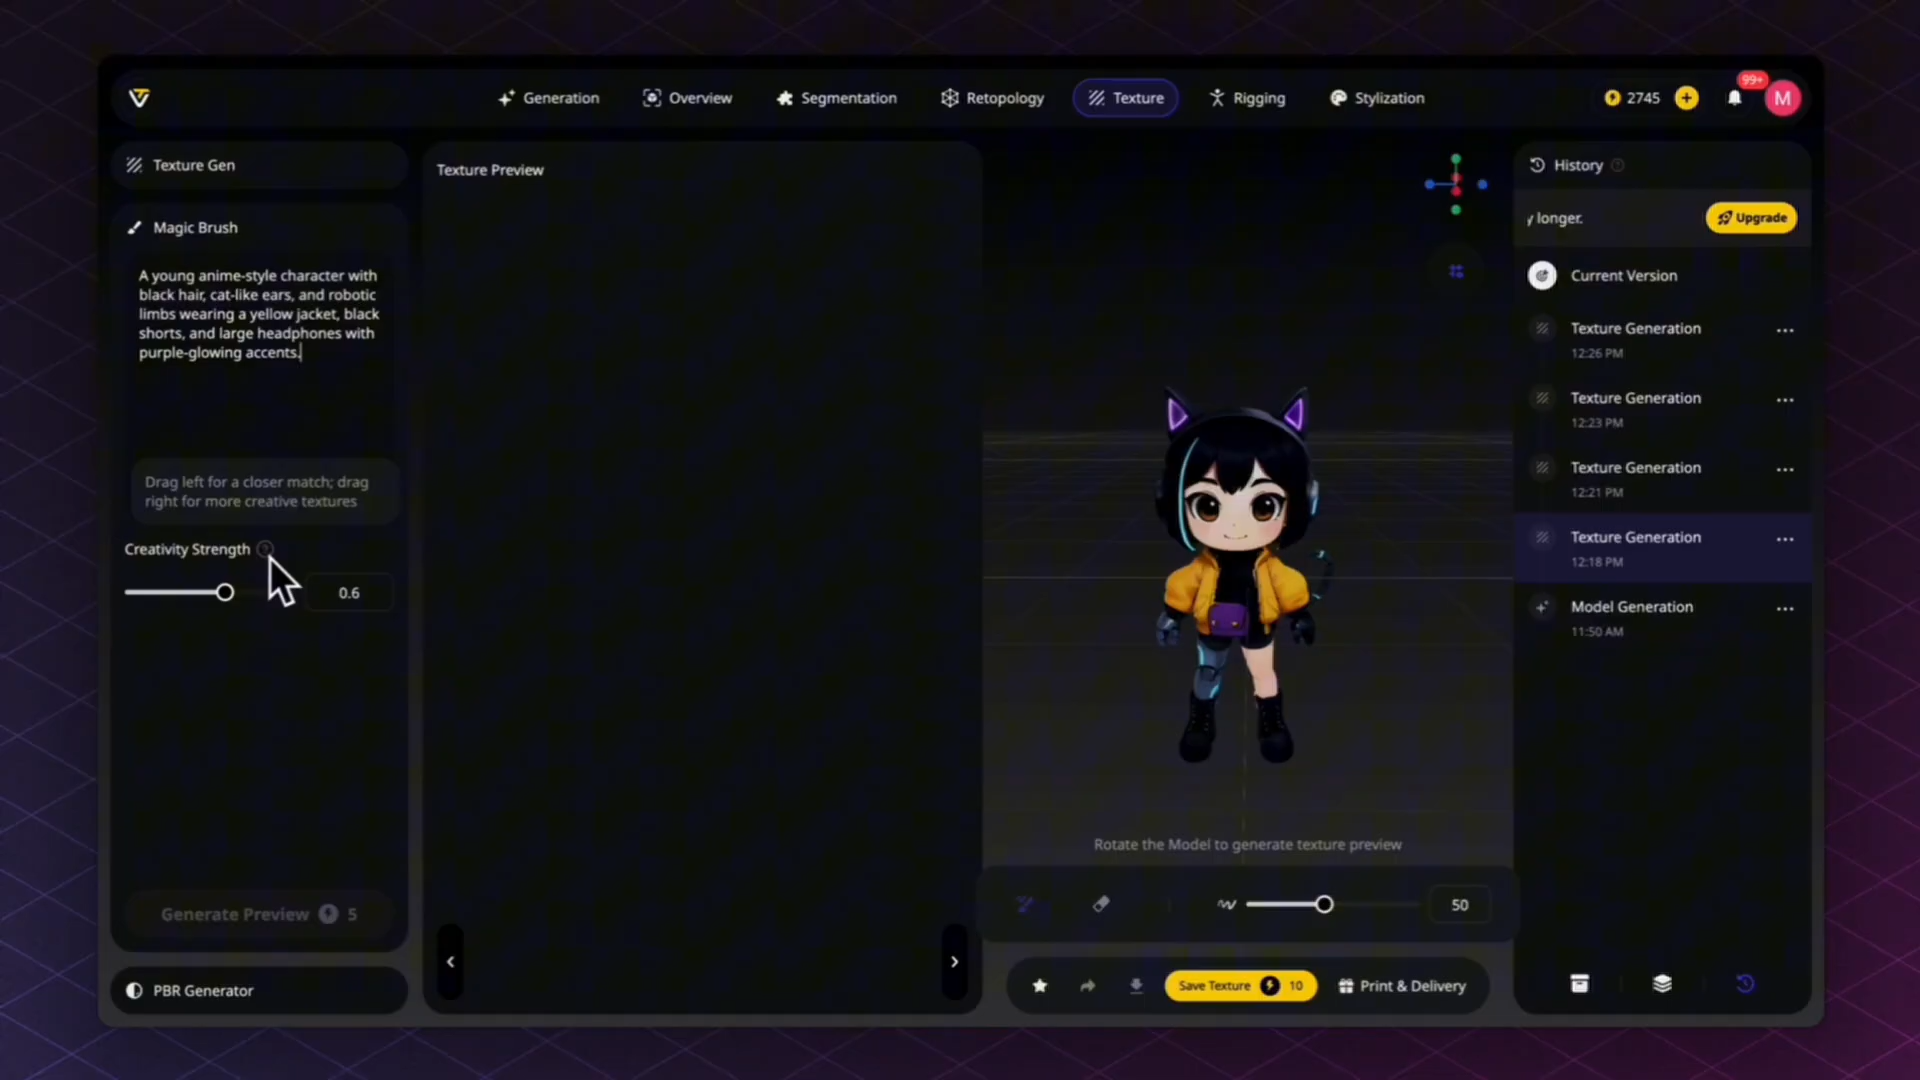 Generation
Overview
Segmentation
Retopology
Texture
Rigging
Stylization
2745
99+
M
Texture Gen
Magic Brush
A young anime-style character with
black hair, cat-like ears, and robotic
limbs wearing a yellow jacket, black
shorts, and large headphones with
purple-glowing accents.
Drag left for a closer match; drag
right for more creative textures
Creativity Strength ?
0.6
Generate Preview 5
PBR Generator
Texture Preview
Rotate the Model to generate texture preview
50
Save Texture 10
Print & Delivery
History ?
y longer.
Upgrade
Current Version
Texture Generation
12:26 PM
Texture Generation
12:23 PM
Texture Generation
12:21 PM
Texture Generation
12:18 PM
Model Generation
11:50 AM